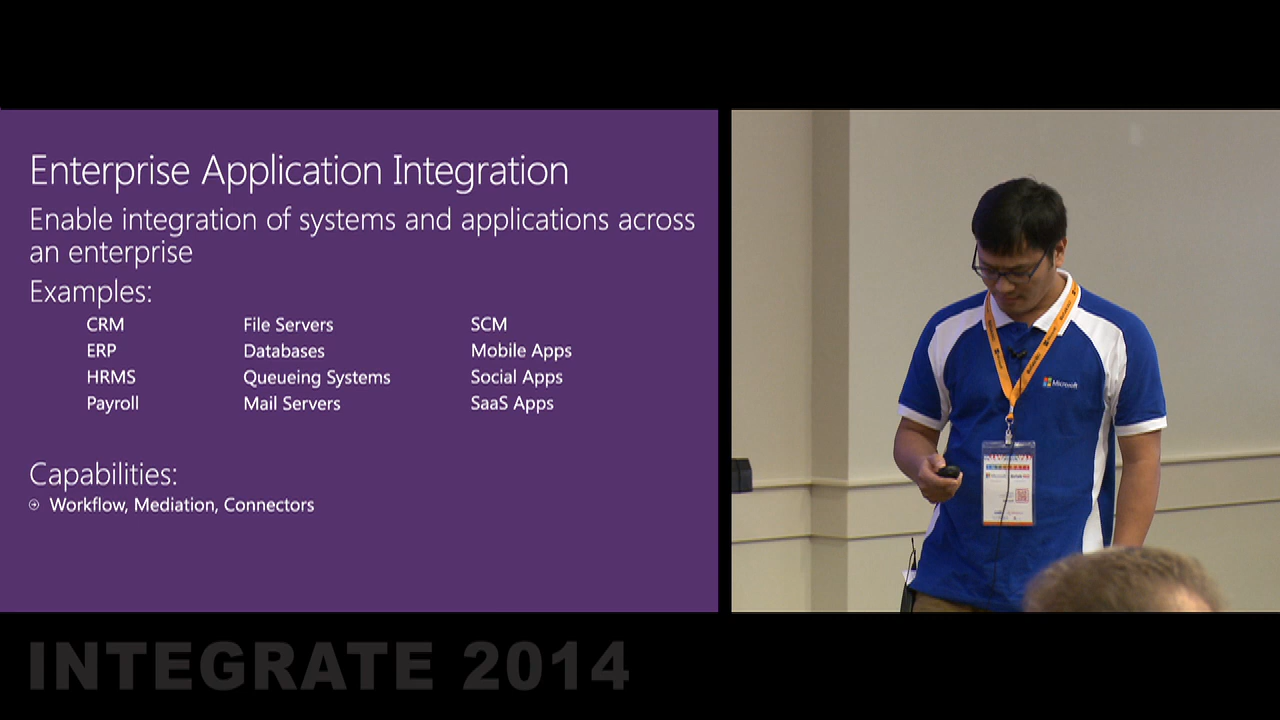 Enterprise Application Integration
Enable integration of systems and applications across
an enterprise
Examples:
CRM File Servers SCM
ERP Databases Mobile Apps
HRMS Queueing Systems Social Apps
Payroll Mail Servers SaaS Apps
Capabilities:
Workflow, Mediation, Connectors
Microsoft
INTEGRATE
Microsoft
INTEGRATE 2014